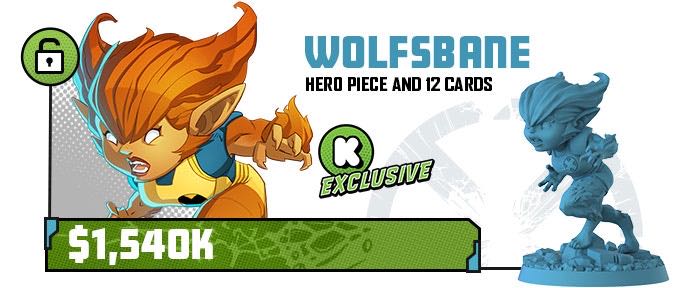 WOLFSBANE
HERO PIECE AND 12 CARDS
K
EXCLUSIVE
$1,540K